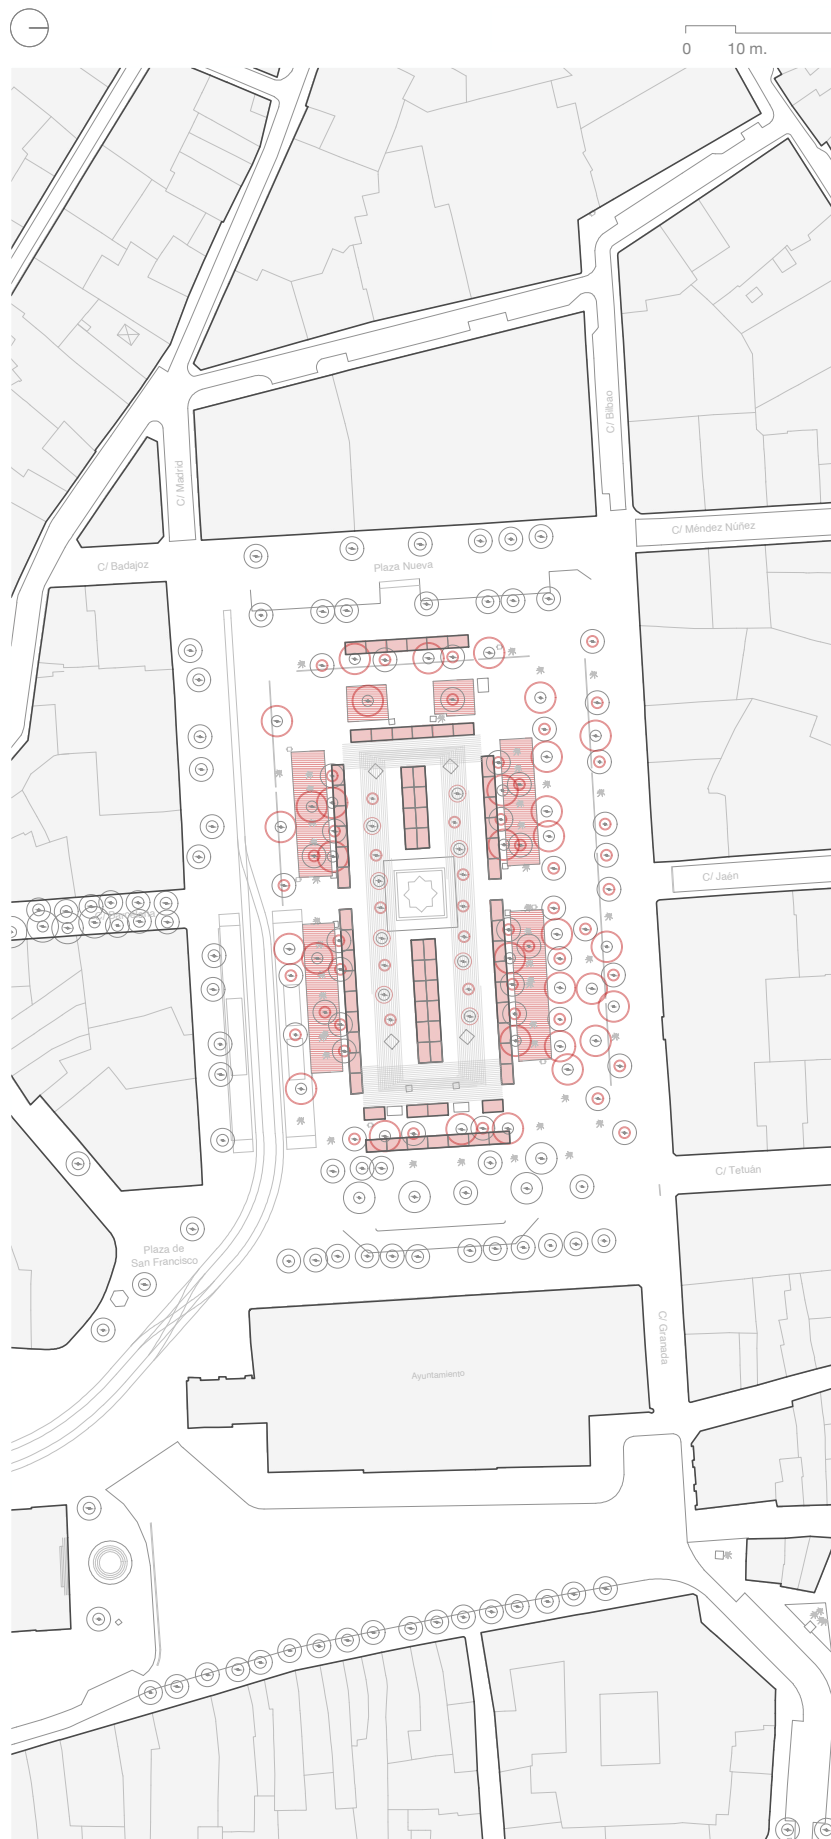 0 10 m.
C/ Bilbao
C/ Madrid
C/ Méndez Núñez
C/ Badajoz
Plaza Nueva
C/ Jaén
C/ Tetuán
Plaza de
San Francisco
C/ Granada
Ayuntamiento